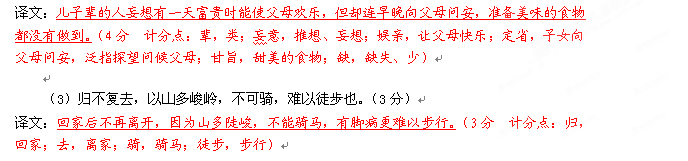 译文：儿子辈的人妄想有一天富贵时能使父母欢乐，但却连早晚向父母问安，准备美味的食物
都没有做到。（4 分　计分点：辈，类；妄意，推想、妄想；娱亲，让父母快乐；定省，子女向
父母问安，泛指探望问候父母；甘旨，甜美的食物；缺，缺失、少）
（3）归不复去，以山多峻岭，不可骑，难以徒步也。（3 分）
译文：回家后不再离开，因为山多陡峻，不能骑马，有脚病更难以步行。（3 分　计分点：归，
回家；去，离家；骑，骑马；徒步，步行）